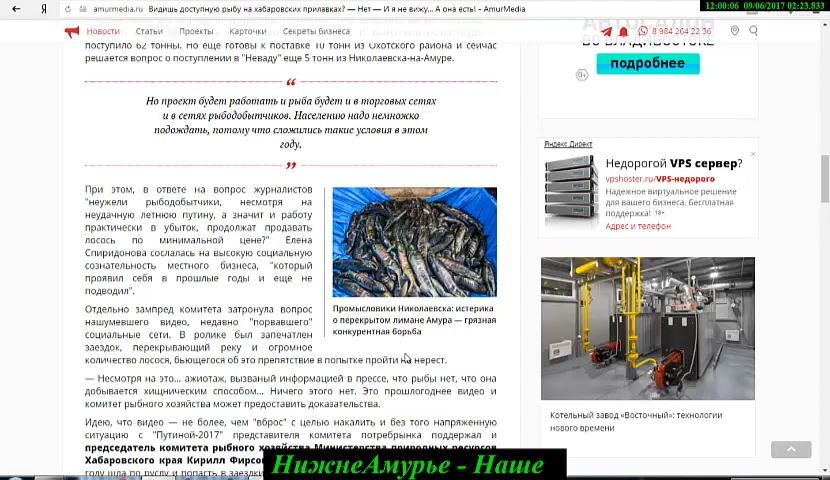 12:00:06 09/06/2017 02:23.833
Я amurmedia.ru Видишь доступную рыбу на хабаровских прилавках? — Нет — И я не вижу... А она есть! - AmurMedia
Новости Статьи Проекты Карточки Секреты бизнеса 8 984 264 22 36
поступило 62 тонны. Но еще готовы к поставке 10 тонн из Охотского района и сейчас
решается вопрос о поступлении в "Неваду" еще 5 тонн из Николаевска-на-Амуре.
Но проект будет работать и рыба будет и в торговых сетях
и в сетях рыбодобытчиков. Населению надо немножко
подождать, потому что сложились такие условия в этом
году.
При этом, в ответе на вопрос журналистов
"неужели рыбодобытчики, несмотря на
неудачную летнюю путину, а значит и работу
практически в убыток, продолжат продавать
лосось по минимальной цене?" Елена
Спиридонова сослалась на высокую социальную
сознательность местного бизнеса, "который
проявил себя в прошлые годы и еще не
подводил".
Промысловики Николаевска: истерика
о перекрытом лимане Амура — грязная
конкурентная борьба
Отдельно зампред комитета затронула вопрос
нашумевшего видео, недавно "порвавшего"
социальные сети. В ролике был запечатлен
заездок, перекрывающий реку и огромное
количество лосося, бьющегося об это препятствие в попытке пройти на нерест.
— Несмотря на это... ажиотаж, вызваный информацией в прессе, что рыбы нет, что она
добывается хищническим способом... Ничего этого нет. Это прошлогоднее видео и
комитет рыбного хозяйства может предоставить доказательства.
Идею, что видео — не более, чем "вброс" с целью накалить и без того напряженную
ситуацию с "Путиной-2017" представителя комитета потребрынка поддержал и
председатель комитета рыбного хозяйства Министерства природных ресурсов
Хабаровского края Кирилл Фирсов
году шла по руслу и попасть в заездки
АВТОСАЛОН
ВО ВЛАДИВОСТОКЕ
подробнее
0+
Яндекс.Директ
Недорогой VPS сервер?
vpshoster.ru/VPS-недорого
Надежное виртуальное решение
для вашего бизнеса. Бесплатная
поддержка! 18+
Адрес и телефон
Котельный завод «Восточный»: технологии
нового времени
НижнеАмурье - Наше